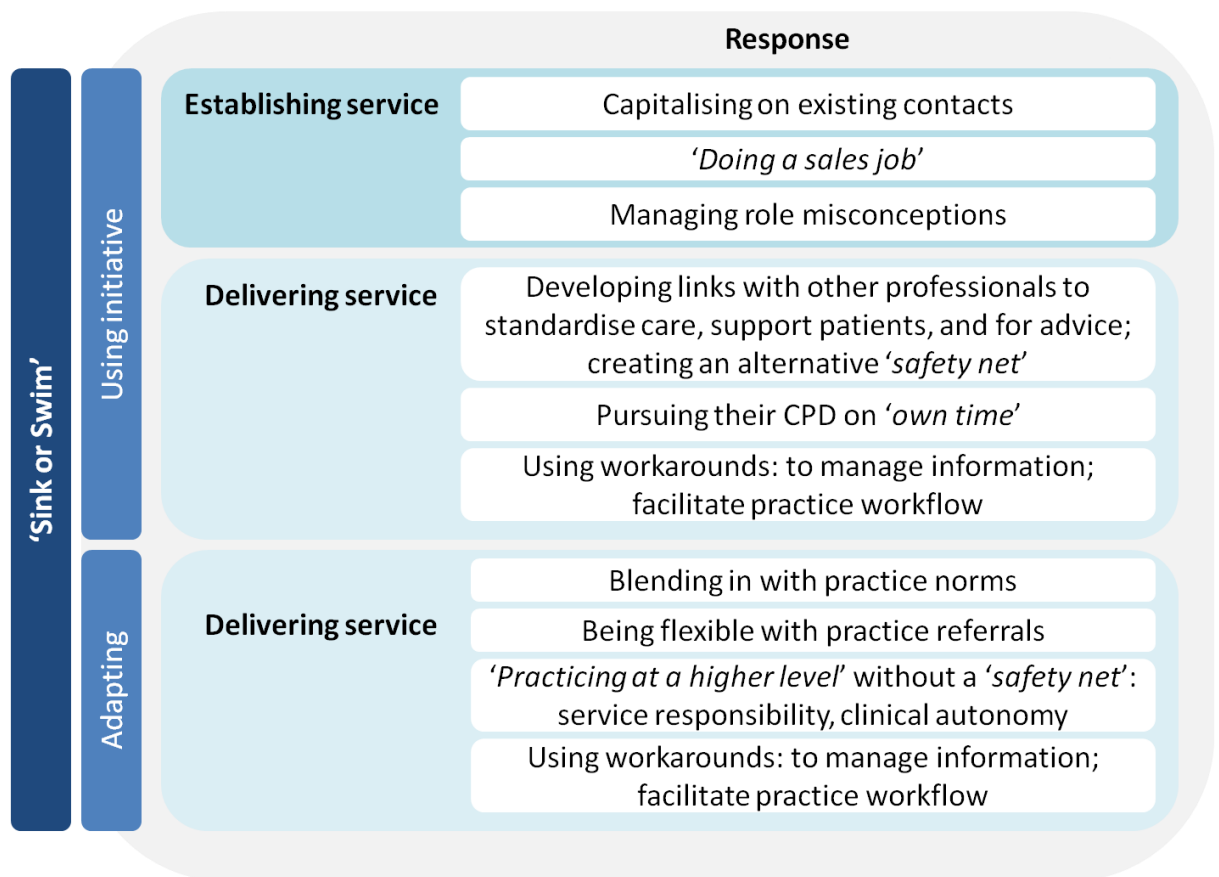 Response
‘Sink or Swim’
Using initiative
Establishing service
Capitalising on existing contacts
‘Doing a sales job’
Managing role misconceptions
Delivering service
Developing links with other professionals to
standardise care, support patients, and for advice;
creating an alternative ‘safety net’
Pursuing their CPD on ‘own time’
Using workarounds: to manage information;
facilitate practice workflow
Adapting
Delivering service
Blending in with practice norms
Being flexible with practice referrals
‘Practicing at a higher level’ without a ‘safety net’:
service responsibility, clinical autonomy
Using workarounds: to manage information;
facilitate practice workflow